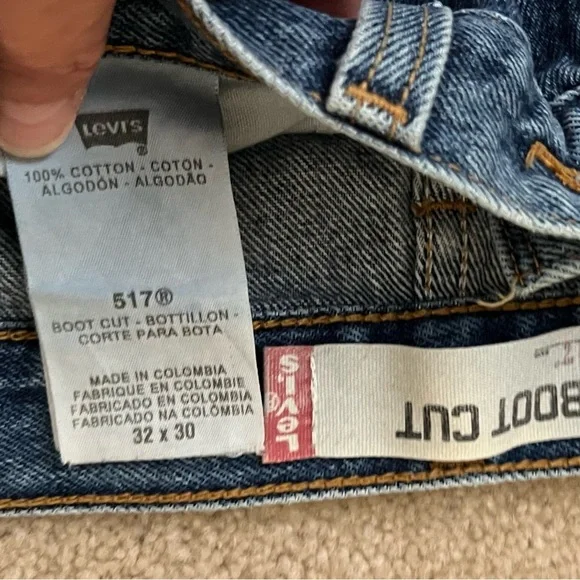 Levi's
®
100% COTTON - COTON -
ALGODÓN - ALGODÃO
517®
BOOT CUT - BOTTILLON -
CORTE PARA BOTA
MADE IN COLOMBIA
FABRIQUE EN COLOMBIE
FABRICADO EN COLOMBIA
FABRICADO NA COLÔMBIA
32 x 30
Levi's®
BOOT CUT